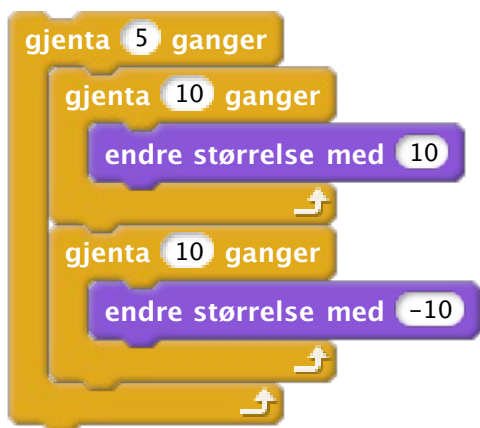 gjenta 5 ganger
gjenta 10 ganger
endre størrelse med 10
gjenta 10 ganger
endre størrelse med -10